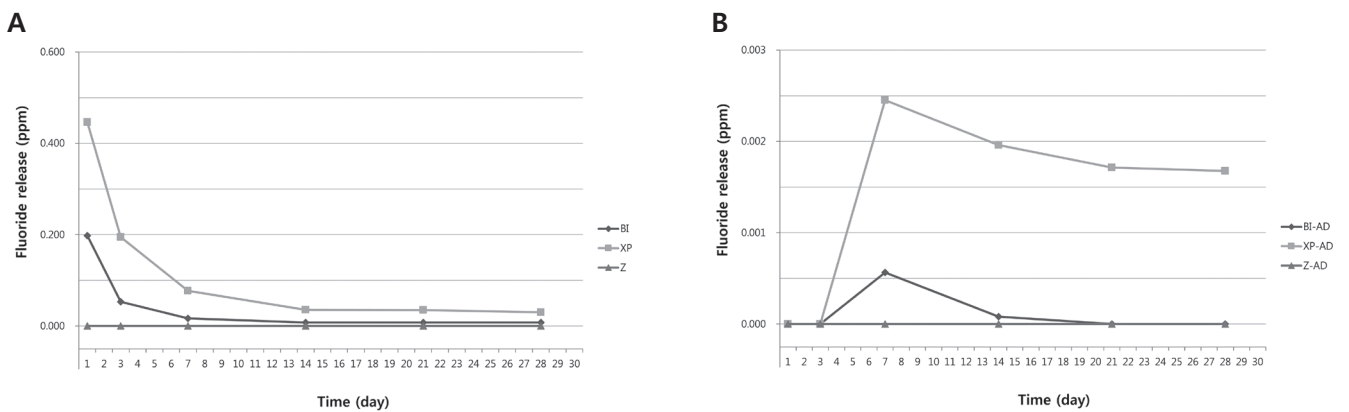 A
0.600
0.400
0.200
0.000
Fluoride release (ppm)
1 2 3 4 5 6 7 8 9 10 11 12 13 14 15 16 17 18 19 20 21 22 23 24 25 26 27 28 29 30
Time (day)
BI
XP
Z
B
0.003
0.002
0.001
0.000
Fluoride release (ppm)
1 2 3 4 5 6 7 8 9 10 11 12 13 14 15 16 17 18 19 20 21 22 23 24 25 26 27 28 29 30
Time (day)
BI-AD
XP-AD
Z-AD